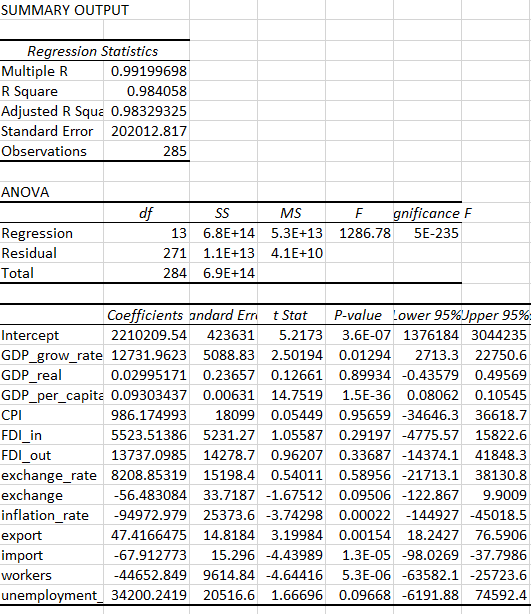 SUMMARY OUTPUT
Regression Statistics
Multiple R 0.99199698
R Square 0.984058
Adjusted R Squa 0.98329325
Standard Error 202012.817
Observations 285
ANOVA
df SS MS F gnificance F
Regression 13 6.8E+14 5.3E+13 1286.78 5E-235
Residual 271 1.1E+13 4.1E+10
Total 284 6.9E+14
Coefficients andard Erro t Stat P-value Lower 95% Upper 95%
Intercept 2210209.54 423631 5.2173 3.6E-07 1376184 3044235
GDP_grow_rate 12731.9623 5088.83 2.50194 0.01294 2713.3 22750.6
GDP_real 0.02995171 0.23657 0.12661 0.89934 -0.43579 0.49569
GDP_per_capita 0.09303437 0.00631 14.7519 1.5E-36 0.08062 0.10545
CPI 986.174993 18099 0.05449 0.95659 -34646.3 36618.7
FDI_in 5523.51386 5231.27 1.05587 0.29197 -4775.57 15822.6
FDI_out 13737.0985 14278.7 0.96207 0.33687 -14374.1 41848.3
exchange_rate 8208.85319 15198.4 0.54011 0.58956 -21713.1 38130.8
exchange -56.483084 33.7187 -1.67512 0.09506 -122.867 9.9009
inflation_rate -94972.979 25373.6 -3.74298 0.00022 -144927 -45018.5
export 47.4166475 14.8184 3.19984 0.00154 18.2427 76.5906
import -67.912773 15.296 -4.43989 1.3E-05 -98.0269 -37.7986
workers -44652.849 9614.84 -4.64416 5.3E-06 -63582.1 -25723.6
unemployment_ 34200.2419 20516.6 1.66696 0.09668 -6191.88 74592.4